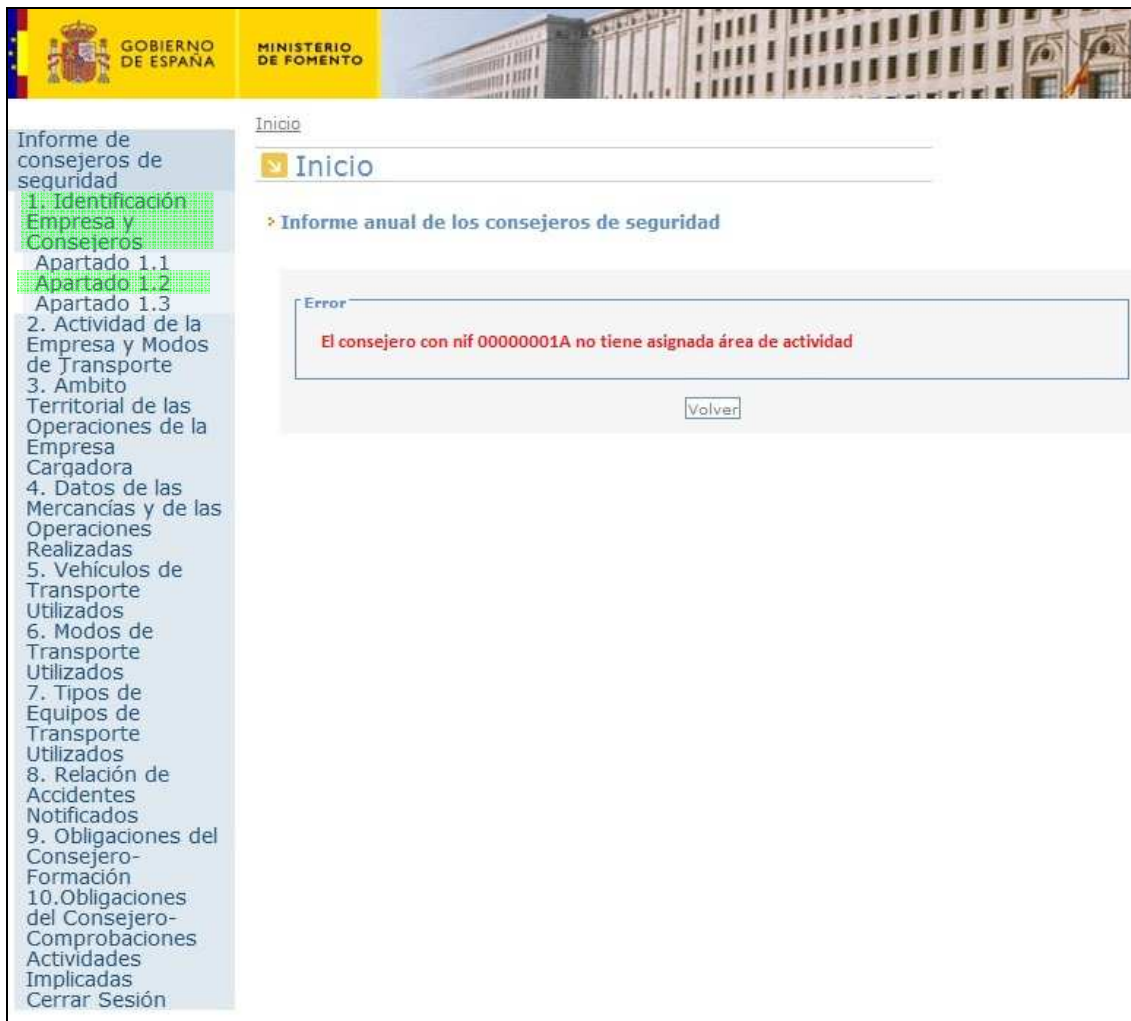 GOBIERNO
DE ESPAÑA
MINISTERIO
DE FOMENTO
Inicio
Inicio
Informe anual de los consejeros de seguridad
Error
El consejero con nif 00000001A no tiene asignada área de actividad
Volver
Informe de
consejeros de
seguridad
1. Identificación
Empresa y
Consejeros
Apartado 1.1
Apartado 1.2
Apartado 1.3
2. Actividad de la
Empresa y Modos
de Transporte
3. Ambito
Territorial de las
Operaciones de la
Empresa
Cargadora
4. Datos de las
Mercancías y de las
Operaciones
Realizadas
5. Vehículos de
Transporte
Utilizados
6. Modos de
Transporte
Utilizados
7. Tipos de
Equipos de
Transporte
Utilizados
8. Relación de
Accidentes
Notificados
9. Obligaciones del
Consejero-
Formación
10.Obligaciones
del Consejero-
Comprobaciones
Actividades
Implicadas
Cerrar Sesión